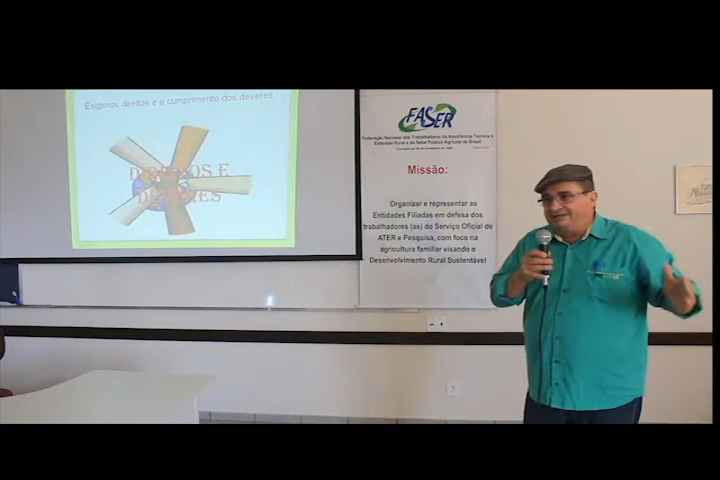 Exigimos direitos e o cumprimento dos deveres
DIREITOS E
DEVERES
FASER
Federação Nacional dos Trabalhadores da Assistência Técnica e
Extensão Rural e do Setor Público Agrícola do Brasil
Missão:
Organizar e representar as
Entidades Filiadas em defesa dos
trabalhadores (as) do Serviço Oficial de
ATER e Pesquisa, com foco na
agricultura familiar visando o
Desenvolvimento Rural Sustentável